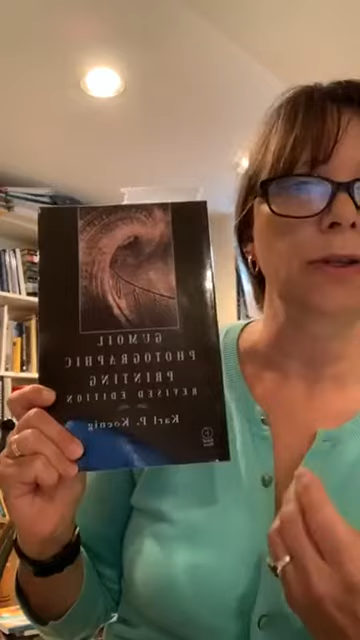 GUMOIL
PHOTOGRAPHIC
PRINTING
REVISED EDITION
Karl P. Koenig